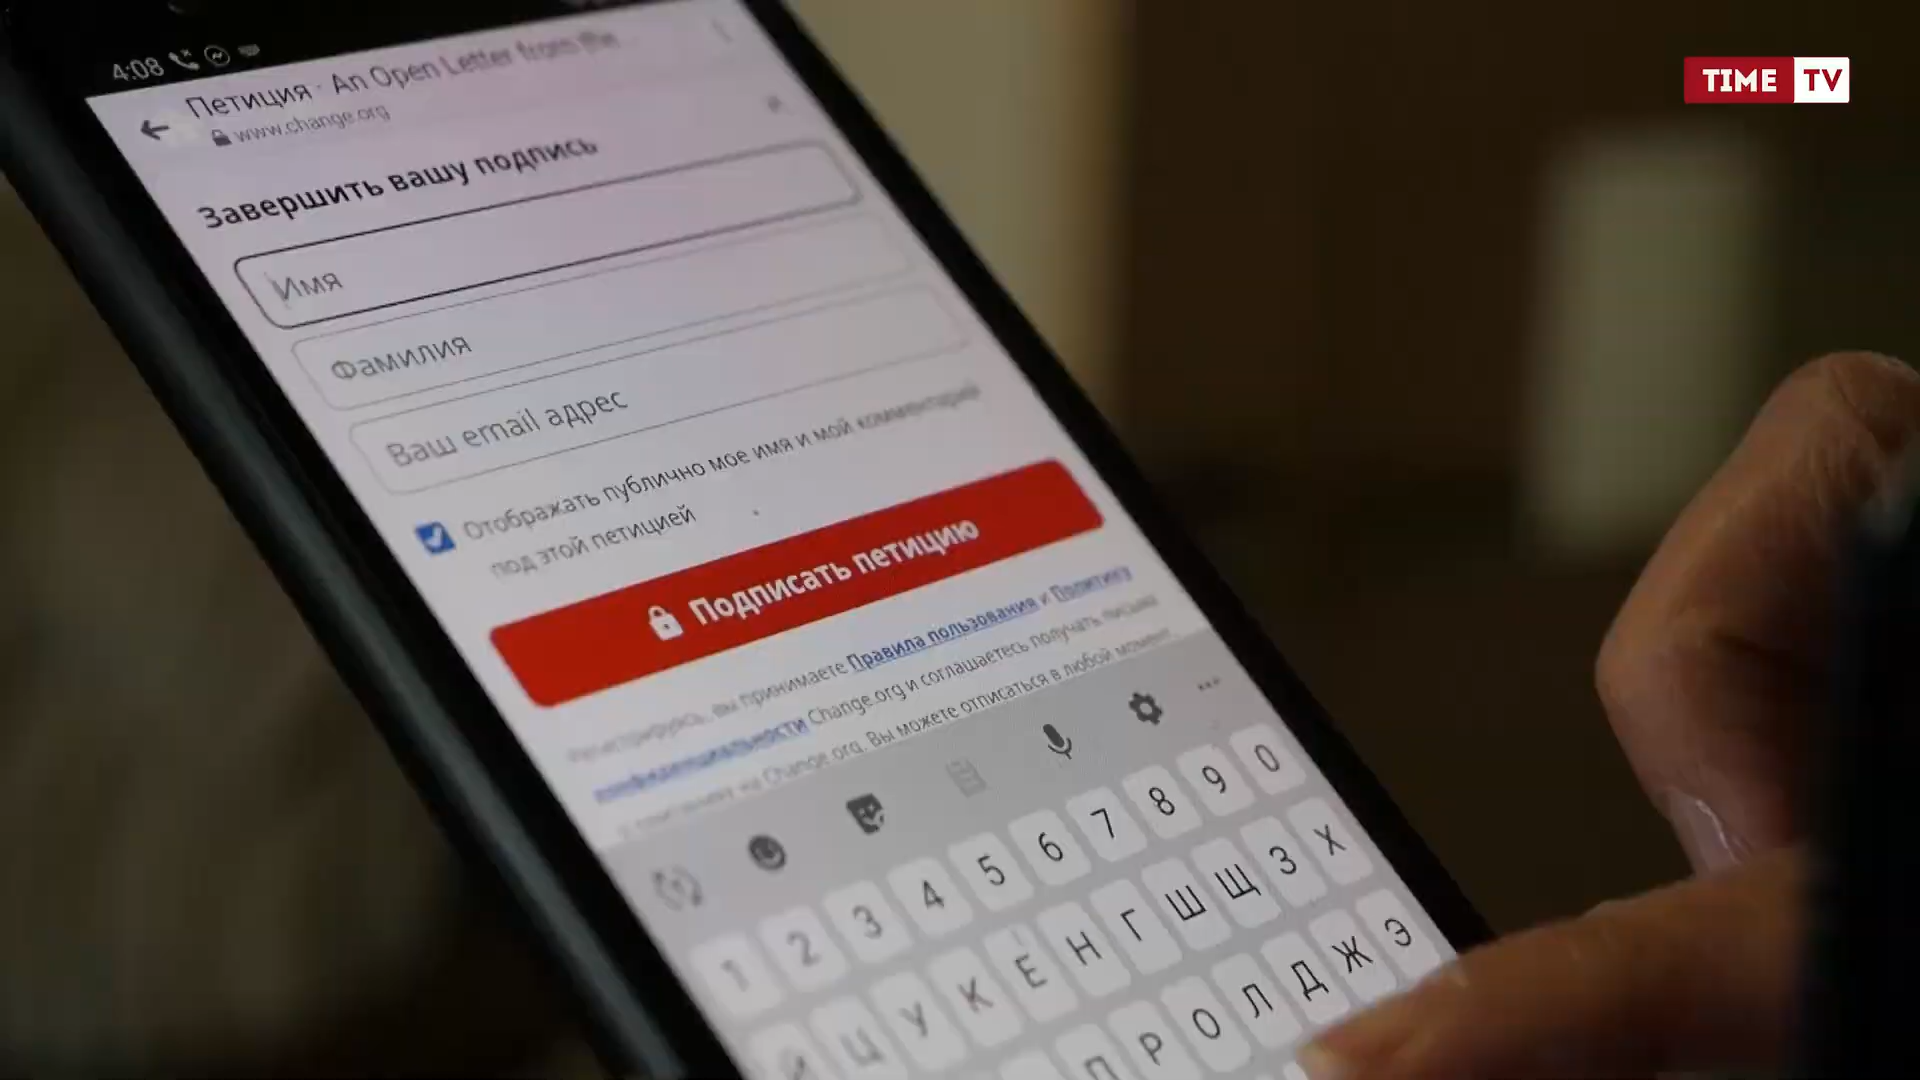 TIME TV
4:08
Петиция · An Open Letter from the...
www.change.org
Завершить вашу подпись
Имя
Фамилия
Ваш email адрес
Отображать публично мое имя и мой комментарий
под этой петицией
Подписать петицию
Регистрируясь, вы принимаете Правила пользования и Политику
конфиденциальности Change.org и соглашаетесь получать письма
на Change.org. Вы можете отписаться в любой момент.
1 2 3 4 5 6 7 8 9 0
Й Ц У К Е Н Г Ш Щ З Х
П Р О Л Д Ж Э